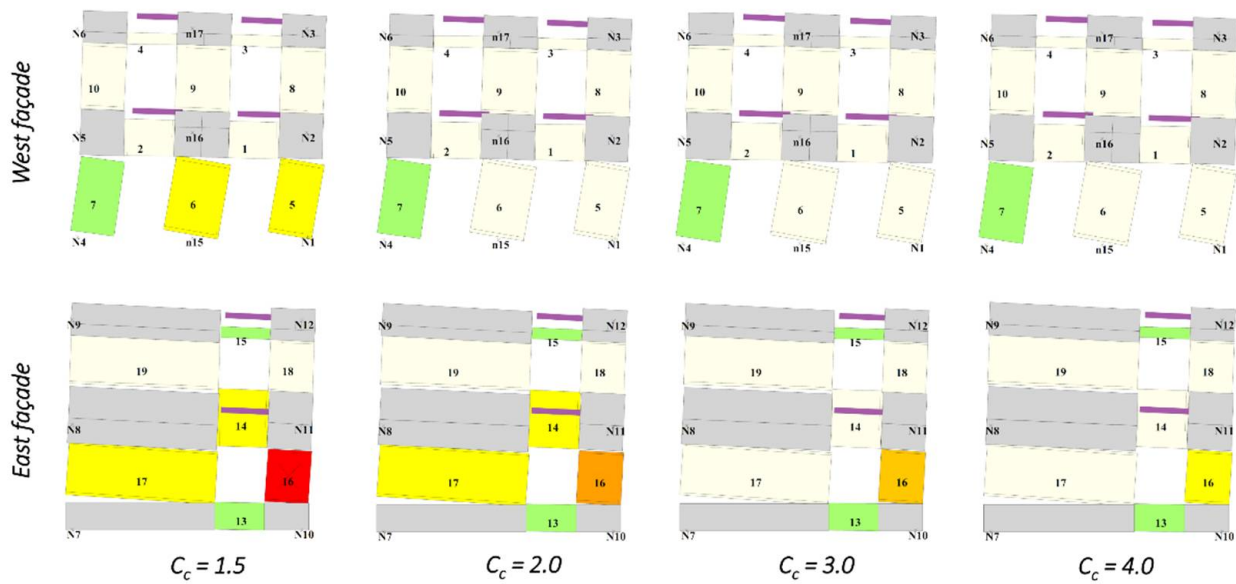 West façade
N6 n17 N3
4 3
10 9 8
N5 n16 N2
2 1
7 6 5
N4 n15 N1
N6 n17 N3
4 3
10 9 8
N5 n16 N2
2 1
7 6 5
N4 n15 N1
N6 n17 N3
4 3
10 9 8
N5 n16 N2
2 1
7 6 5
N4 n15 N1
N6 n17 N3
4 3
10 9 8
N5 n16 N2
2 1
7 6 5
N4 n15 N1
East façade
N9 N12
15
19 18
N8 14 N11
17 16
13
N7 N10
N9 N12
15
19 18
N8 14 N11
17 16
13
N7 N10
N9 N12
15
19 18
N8 14 N11
17 16
13
N7 N10
N9 N12
15
19 18
N8 14 N11
17 16
13
N7 N10
Cc = 1.5 Cc = 2.0 Cc = 3.0 Cc = 4.0